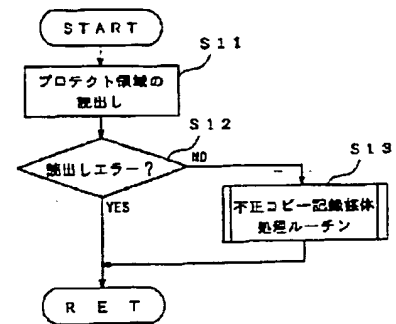 START
S11
プロテクト領域の
読出し
S12
読出しエラー?
NO
S13
YES
不正コピー記録媒体
処理ルーチン
RET